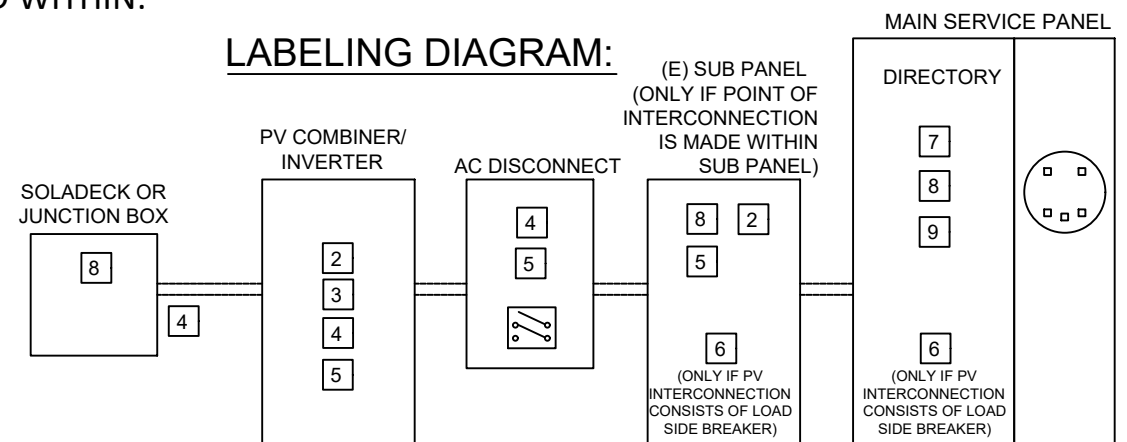 WITHIN.
LABELING DIAGRAM:
SOLADECK OR
JUNCTION BOX
8
4
PV COMBINER/
INVERTER
2
3
4
5
AC DISCONNECT
4
5
(E) SUB PANEL
(ONLY IF POINT OF
INTERCONNECTION
IS MADE WITHIN
SUB PANEL)
8 2
5
6
(ONLY IF PV
INTERCONNECTION
CONSISTS OF LOAD
SIDE BREAKER)
MAIN SERVICE PANEL
DIRECTORY
7
8
9
6
(ONLY IF PV
INTERCONNECTION
CONSISTS OF LOAD
SIDE BREAKER)